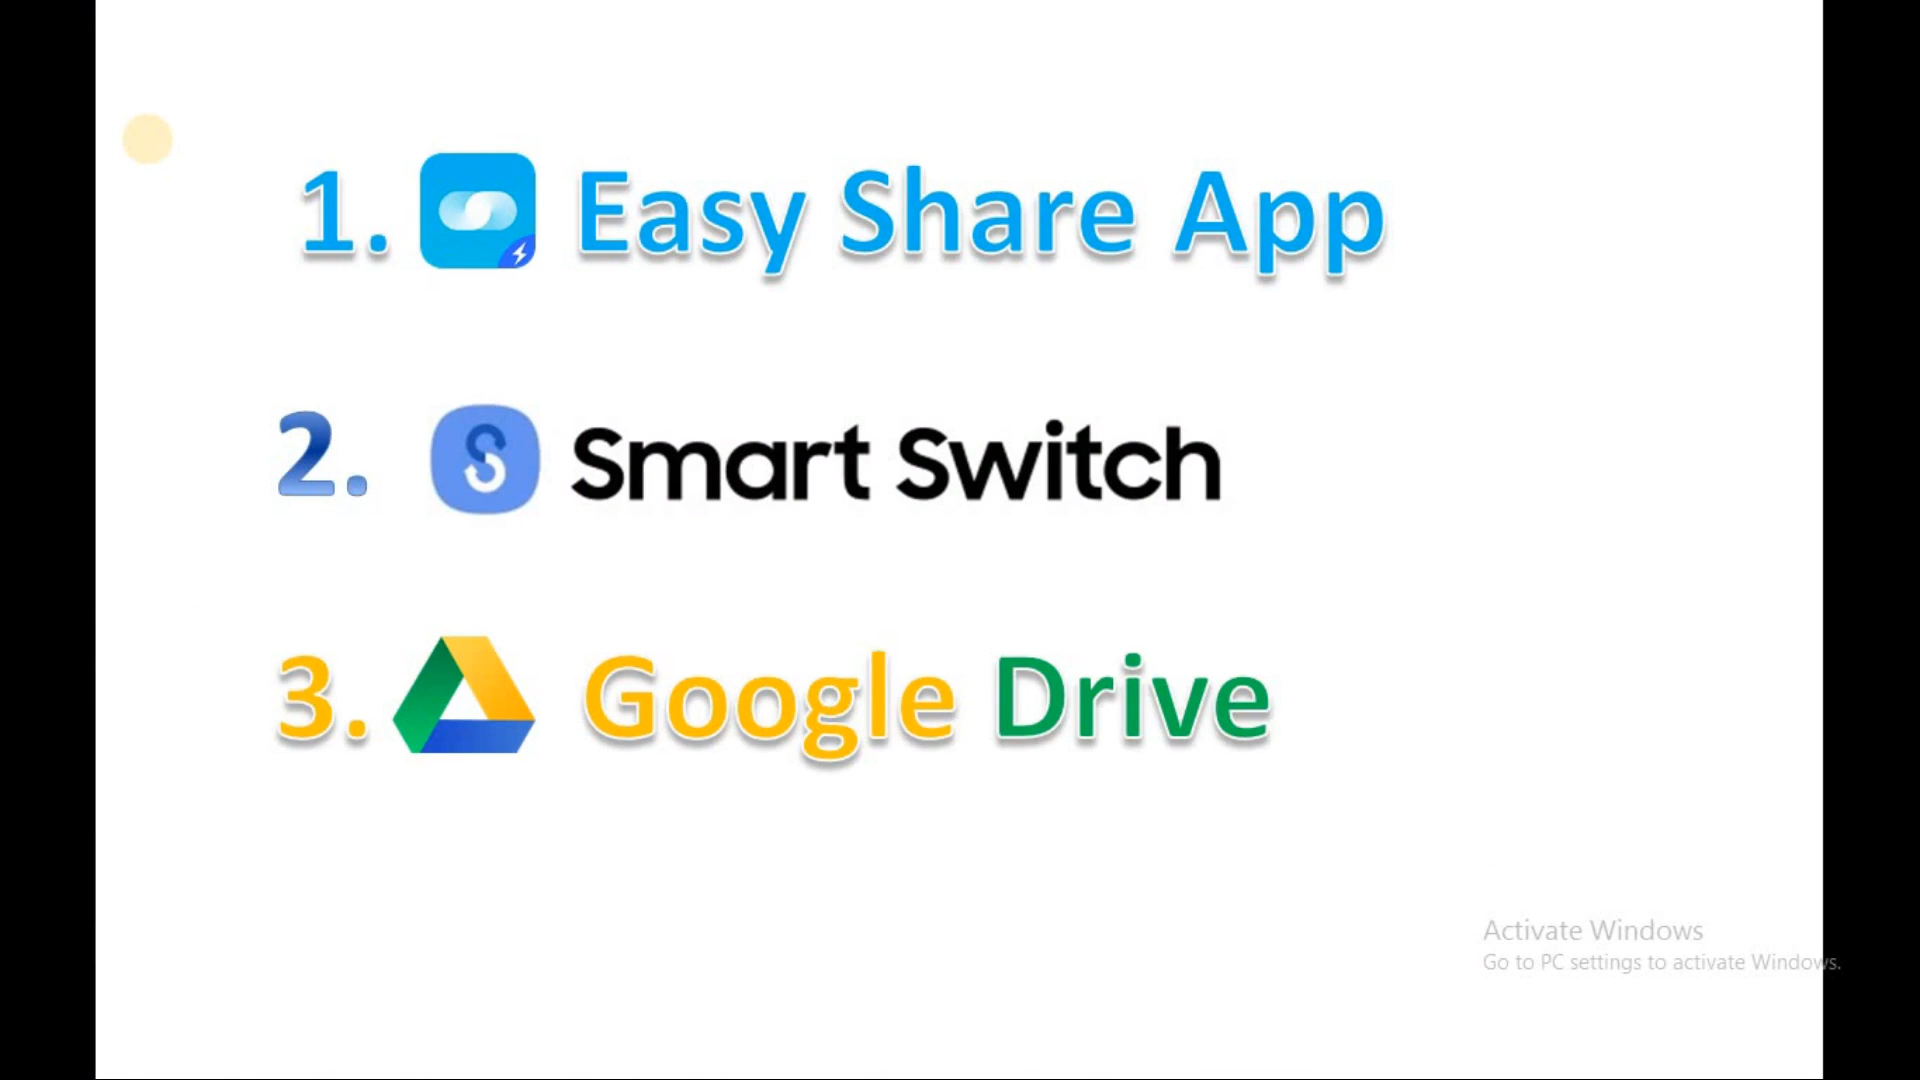 1. Easy Share App
2. Smart Switch
3. Google Drive
Activate Windows
Go to PC settings to activate Windows.